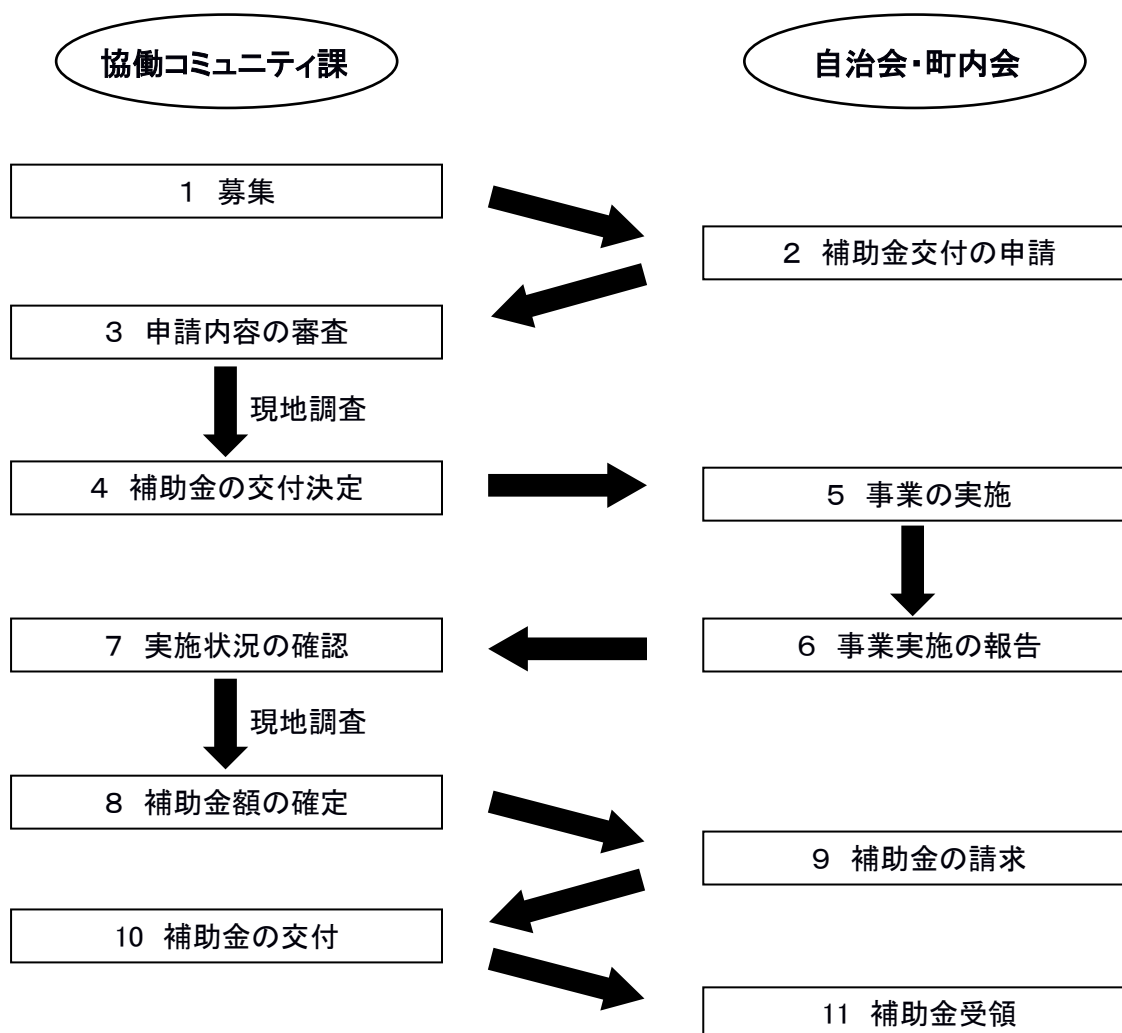 協働コミュニティ課
自治会・町内会
1 募集
2 補助金交付の申請
3 申請内容の審査
現地調査
4 補助金の交付決定
5 事業の実施
6 事業実施の報告
7 実施状況の確認
現地調査
8 補助金額の確定
9 補助金の請求
10 補助金の交付
11 補助金受領